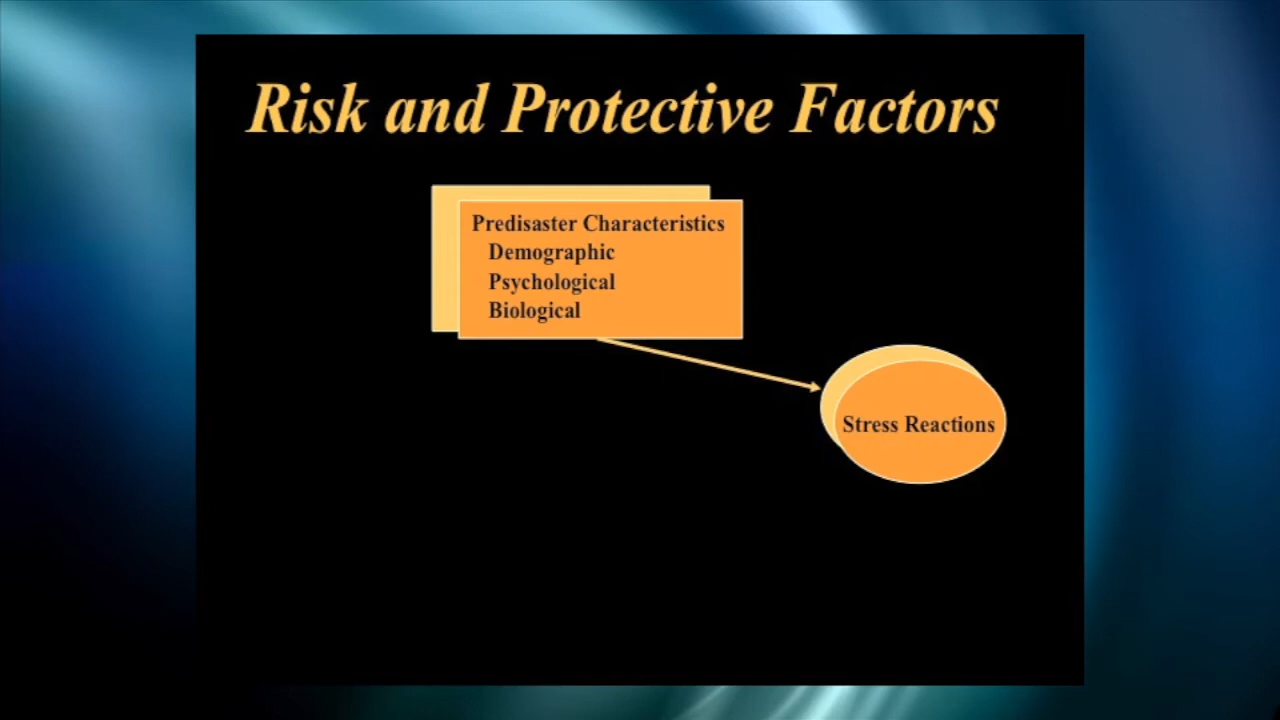 Risk and Protective Factors
Predisaster Characteristics
Demographic
Psychological
Biological
Stress Reactions